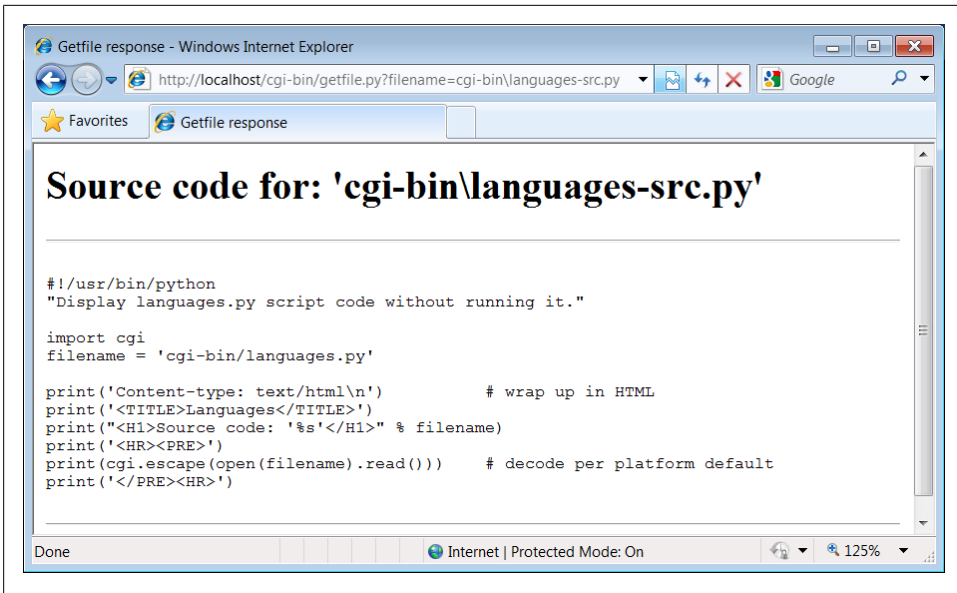 Getfile response - Windows Internet Explorer
http://localhost/cgi-bin/getfile.py?filename=cgi-bin\languages-src.py
Google
Favorites
Getfile response
Source code for: 'cgi-bin\languages-src.py'
#!/usr/bin/python
"Display languages.py script code without running it."
import cgi
filename = 'cgi-bin/languages.py'
print('Content-type: text/html\n')           # wrap up in HTML
print('<TITLE>Languages</TITLE>')
print("<H1>Source code: '%s'</H1>" % filename)
print('<HR><PRE>')
print(cgi.escape(open(filename).read()))     # decode per platform default
print('</PRE><HR>')
Done
Internet | Protected Mode: On
125%